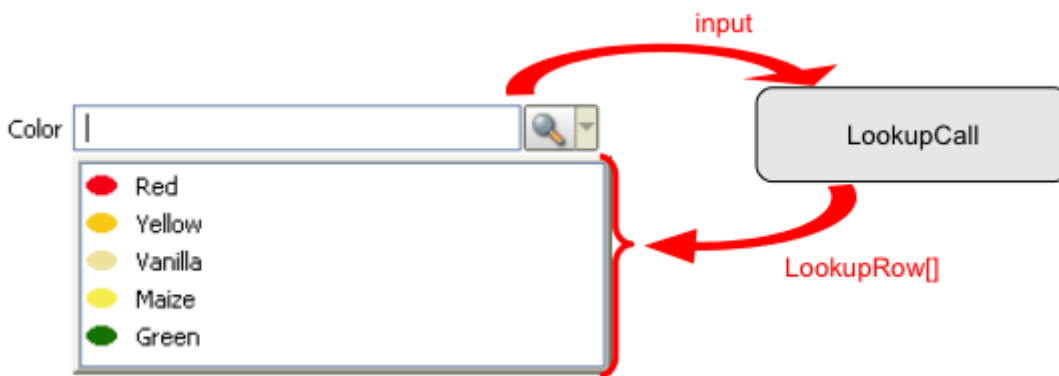 input
Color
LookupCall
Red
Yellow
Vanilla
Maize
Green
LookupRow[]